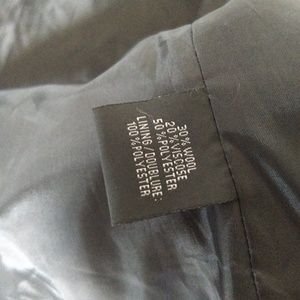 30% WOOL
20% VISCOSE
50% POLYESTER
LINING/DOUBLURE:
100% POLYESTER